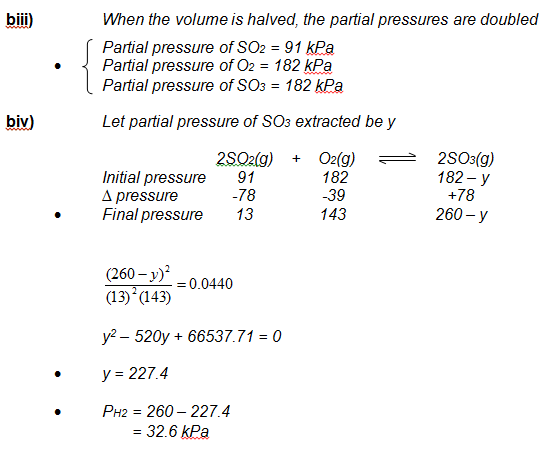 biii) When the volume is halved, the partial pressures are doubled
• Partial pressure of SO2 = 91 kPa
Partial pressure of O2 = 182 kPa
Partial pressure of SO3 = 182 kPa
biv) Let partial pressure of SO3 extracted be y
2SO2(g) + O2(g) ⇌ 2SO3(g)
Initial pressure 91 182 182 – y
Δ pressure -78 -39 +78
• Final pressure 13 143 260 – y
(260 – y)²
/ (13)²(143) = 0.0440
y² – 520y + 66537.71 = 0
• y = 227.4
• PH2 = 260 – 227.4
= 32.6 kPa